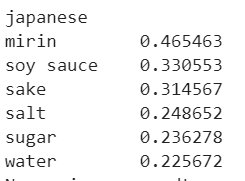 japanese
mirin 0.465463
soy sauce 0.330553
sake 0.314567
salt 0.248652
sugar 0.236278
water 0.225672